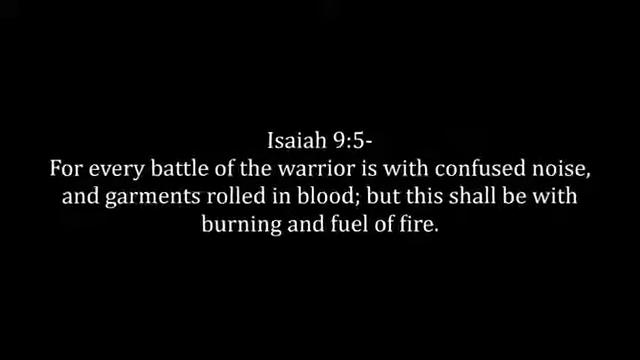 Isaiah 9:5-
For every battle of the warrior is with confused noise,
and garments rolled in blood; but this shall be with
burning and fuel of fire.